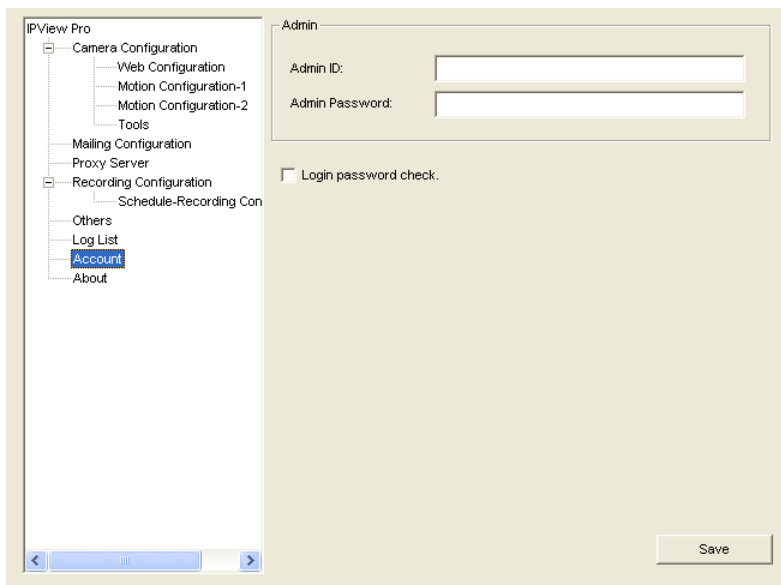 IPView Pro
Camera Configuration
Web Configuration
Motion Configuration-1
Motion Configuration-2
Tools
Mailing Configuration
Proxy Server
Recording Configuration
Schedule-Recording Con
Others
Log List
Account
About
Admin
Admin ID:
Admin Password:
Login password check.
Save